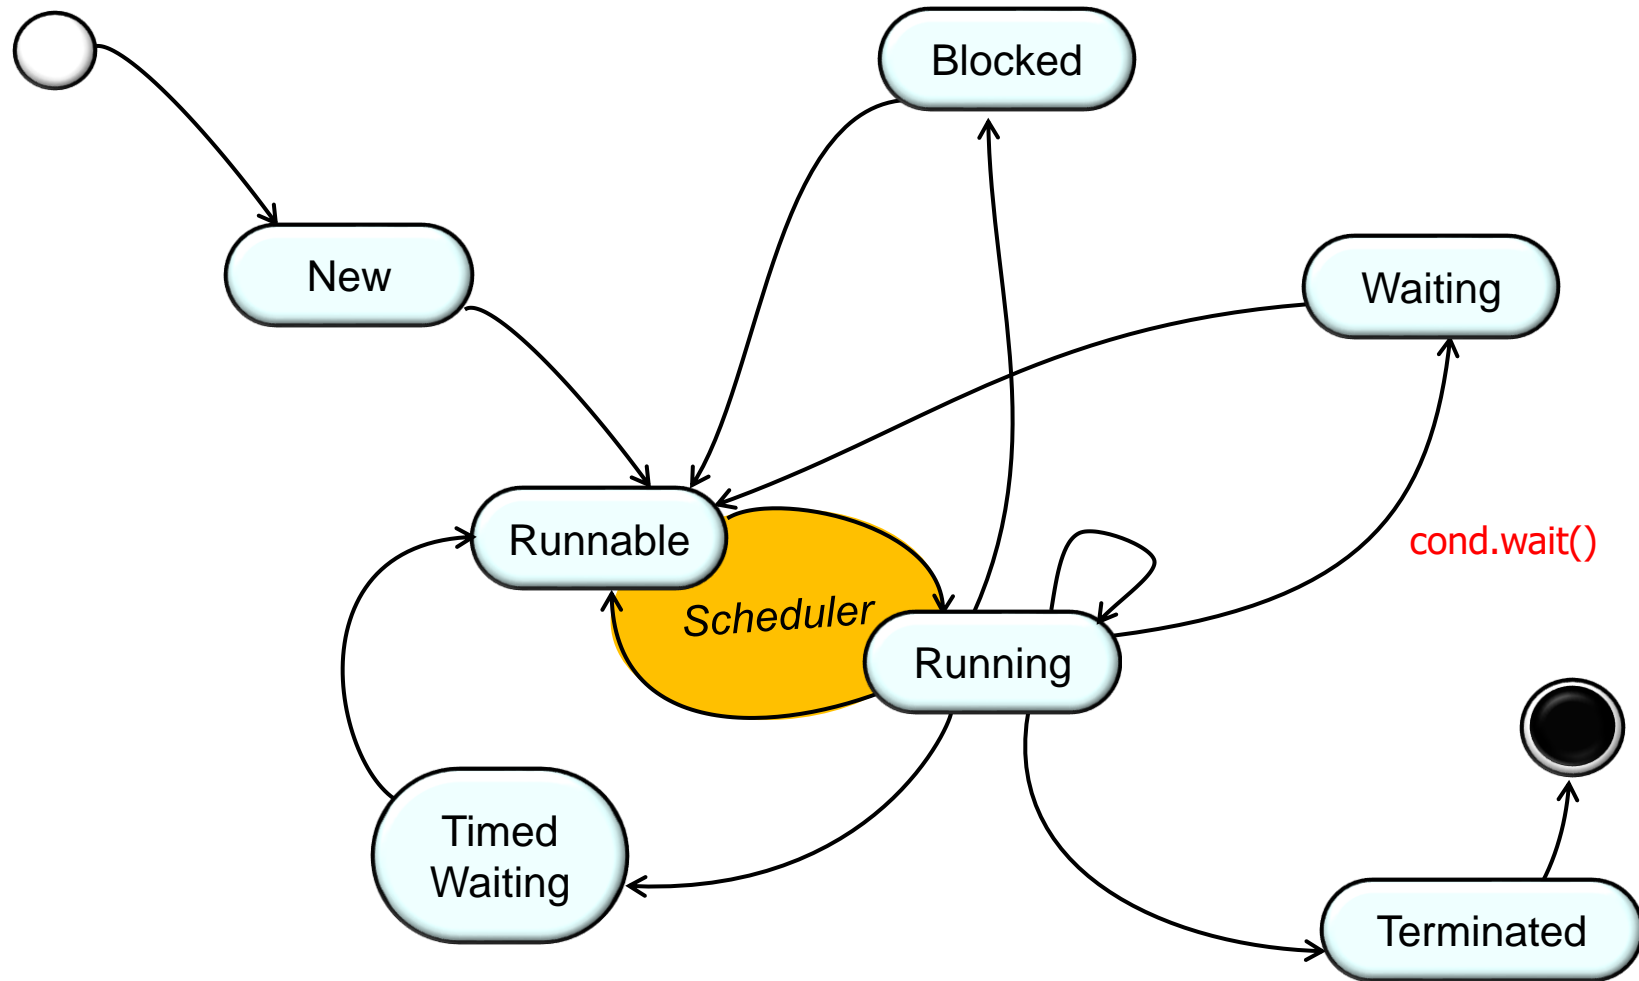 Blocked
New
Waiting
Runnable
cond.wait()
Scheduler
Running
Timed
Waiting
Terminated